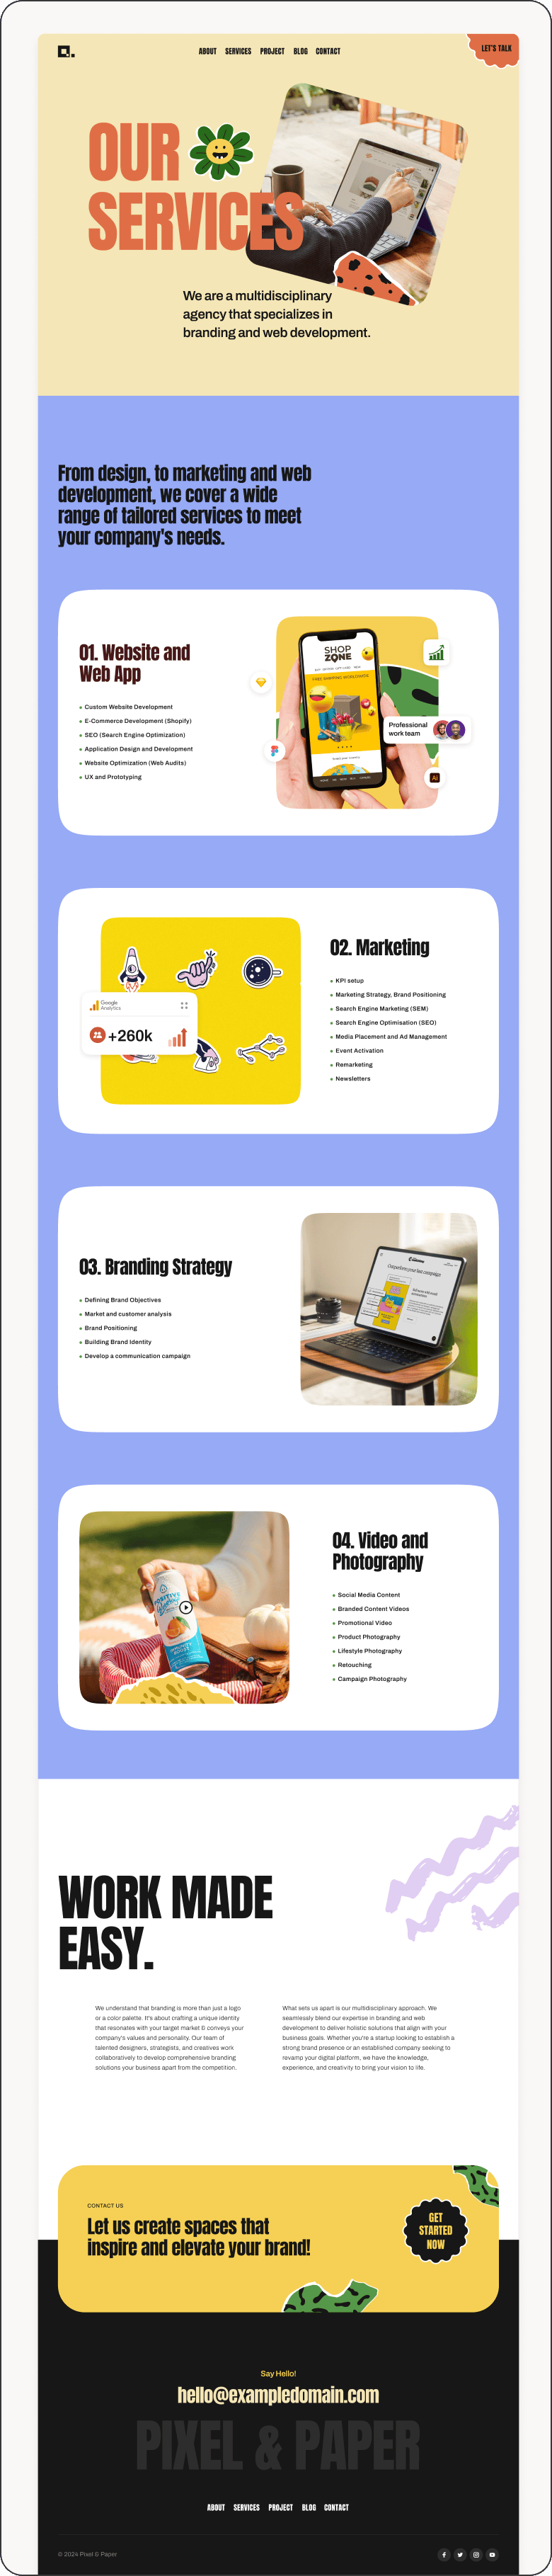 ABOUT SERVICES PROJECT BLOG CONTACT
LET'S TALK
OUR
SERVICES
We are a multidisciplinary
agency that specializes in
branding and web development.
From design, to marketing and web
development, we cover a wide
range of tailored services to meet
your company's needs.
01. Website and
Web App
Custom Website Development
E-Commerce Development (Shopify)
SEO (Search Engine Optimization)
Application Design and Development
Website Optimization (Web Audits)
UX and Prototyping
SHOP
ZONE
FREE SHIPPING WORLDWIDE
Professional
work team
Ai
Google
Analytics
+260k
02. Marketing
KPI setup
Marketing Strategy, Brand Positioning
Search Engine Marketing (SEM)
Search Engine Optimisation (SEO)
Media Placement and Ad Management
Event Activation
Remarketing
Newsletters
03. Branding Strategy
Defining Brand Objectives
Market and customer analysis
Brand Positioning
Building Brand Identity
Develop a communication campaign
Outperform your last campaign
POSITIVE
04. Video and
Photography
Social Media Content
Branded Content Videos
Promotional Video
Product Photography
Lifestyle Photography
Retouching
Campaign Photography
WORK MADE
EASY.
We understand that branding is more than just a logo
or a color palette. It's about crafting a unique identity
that resonates with your target market & conveys your
company's values and personality. Our team of
talented designers, strategists, and creatives work
collaboratively to develop comprehensive branding
solutions your business apart from the competition.
What sets us apart is our multidisciplinary approach. We
seamlessly blend our expertise in branding and web
development to deliver holistic solutions that align with your
business goals. Whether you're a startup looking to establish a
strong brand presence or an established company seeking to
revamp your digital platform, we have the knowledge,
experience, and creativity to bring your vision to life.
CONTACT US
Let us create spaces that
inspire and elevate your brand!
GET
STARTED
NOW
Say Hello!
hello@exampledomain.com
PIXEL & PAPER
ABOUT SERVICES PROJECT BLOG CONTACT
© 2024 Pixel & Paper